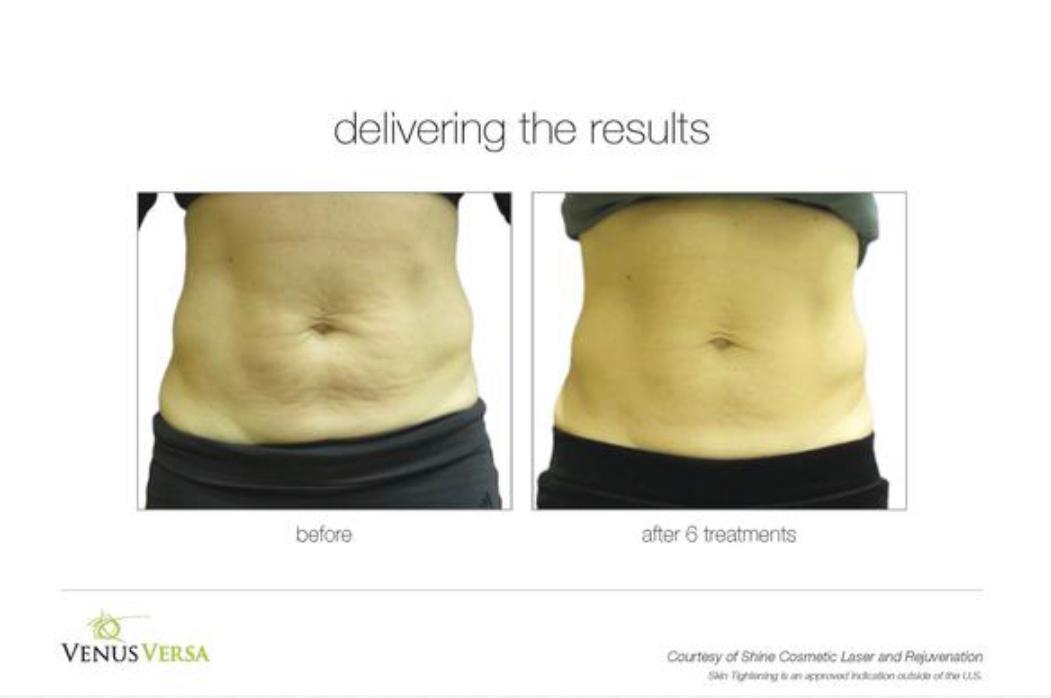 delivering the results
before
after 6 treatments
VENUS VERSA
Courtesy of Shine Cosmetic Laser and Rejuvenation
Skin Tightening is an approved indication outside of the U.S.